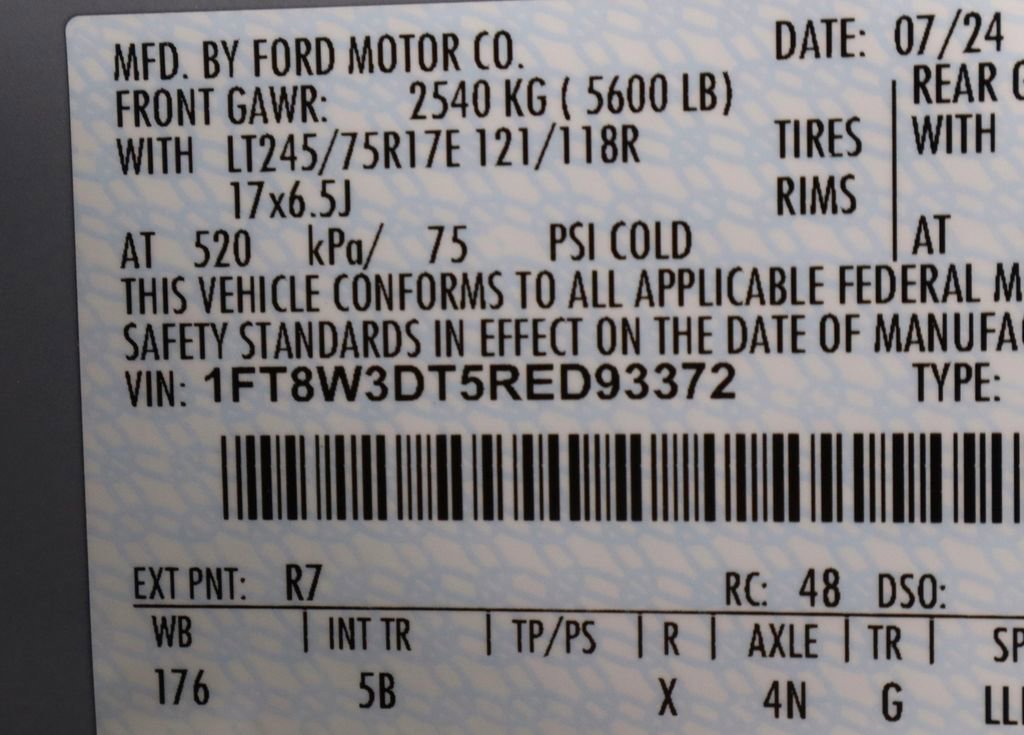 MFD. BY FORD MOTOR CO. DATE: 07/24
FRONT GAWR: 2540 KG ( 5600 LB) REAR
WITH LT245/75R17E 121/118R TIRES WITH
17x6.5J RIMS
AT 520 kPa/ 75 PSI COLD AT
THIS VEHICLE CONFORMS TO ALL APPLICABLE FEDERAL M
SAFETY STANDARDS IN EFFECT ON THE DATE OF MANUFA
VIN: 1FT8W3DT5RED93372 TYPE:
EXT PNT: R7 RC: 48 DSO:
WB INT TR TP/PS R AXLE TR SP
176 5B X 4N G LLL